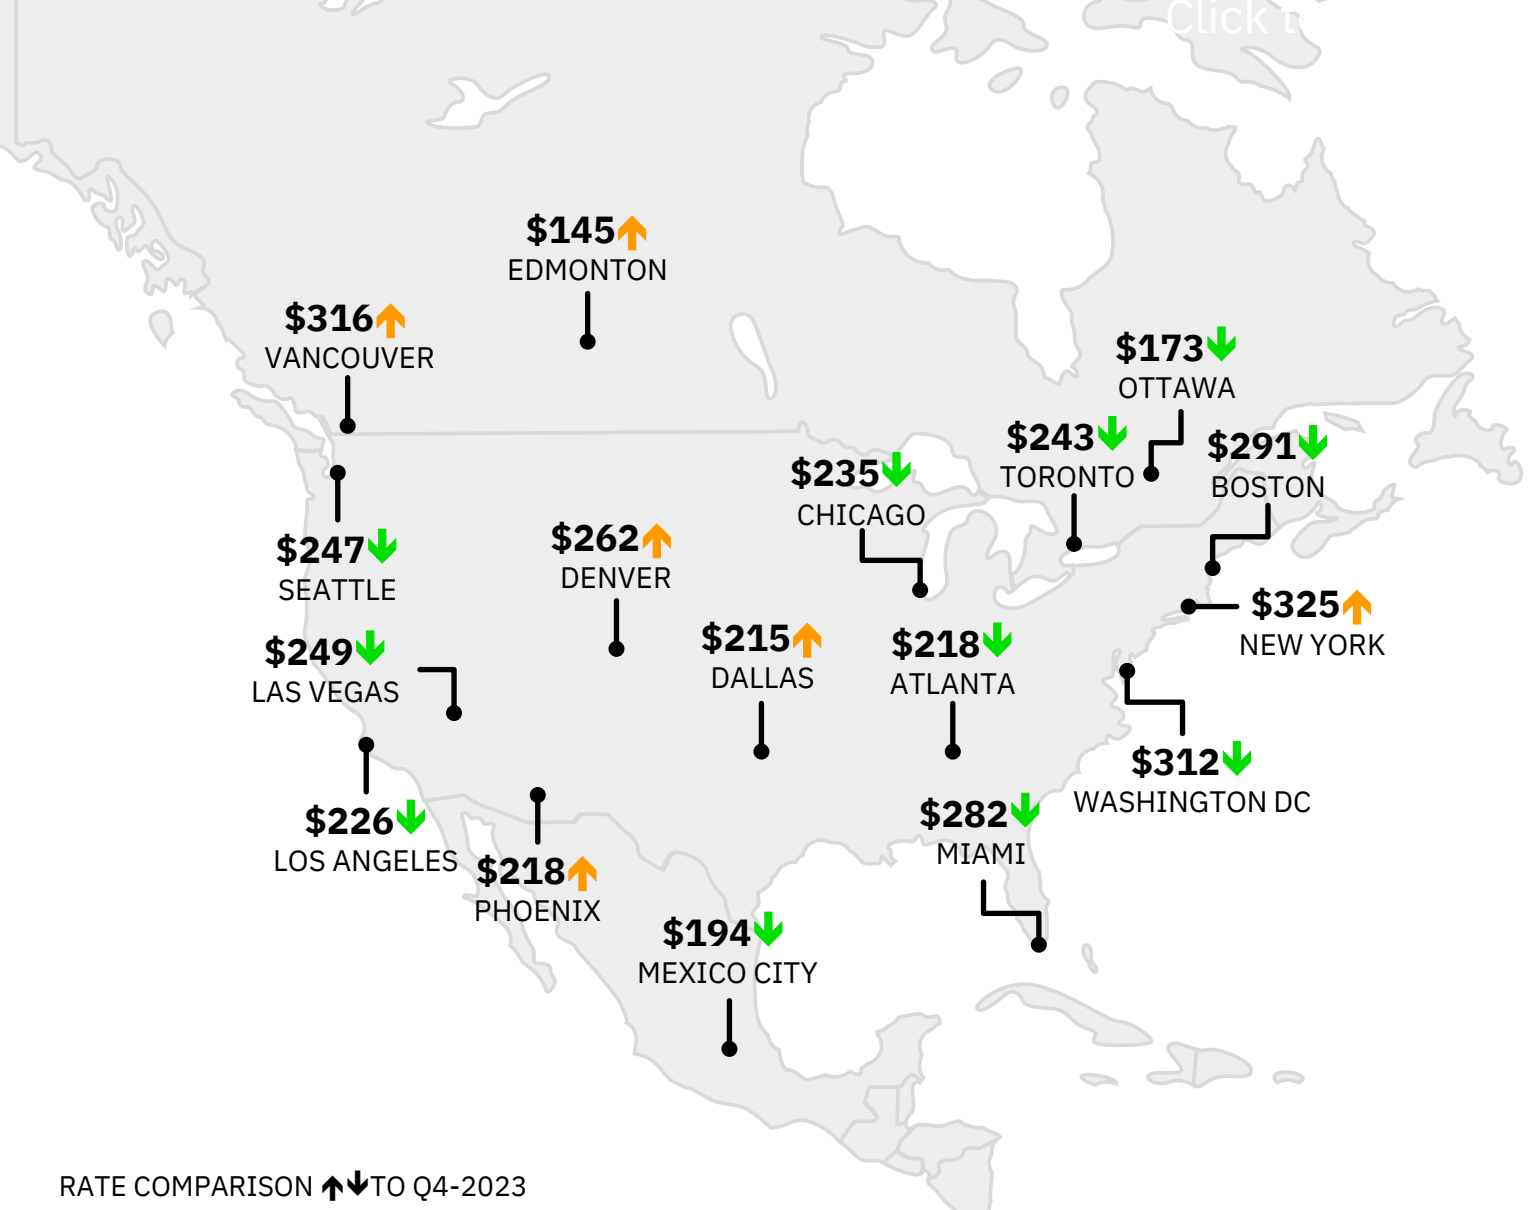 Click t
$145
EDMONTON
$316
VANCOUVER
$173
OTTAWA
$243
TORONTO
$291
BOSTON
$235
CHICAGO
$262
DENVER
$247
SEATTLE
$325
NEW YORK
$249
LAS VEGAS
$215
DALLAS
$218
ATLANTA
$312
WASHINGTON DC
$226
LOS ANGELES
$218
PHOENIX
$282
MIAMI
$194
MEXICO CITY
RATE COMPARISON ↑↓TO Q4-2023